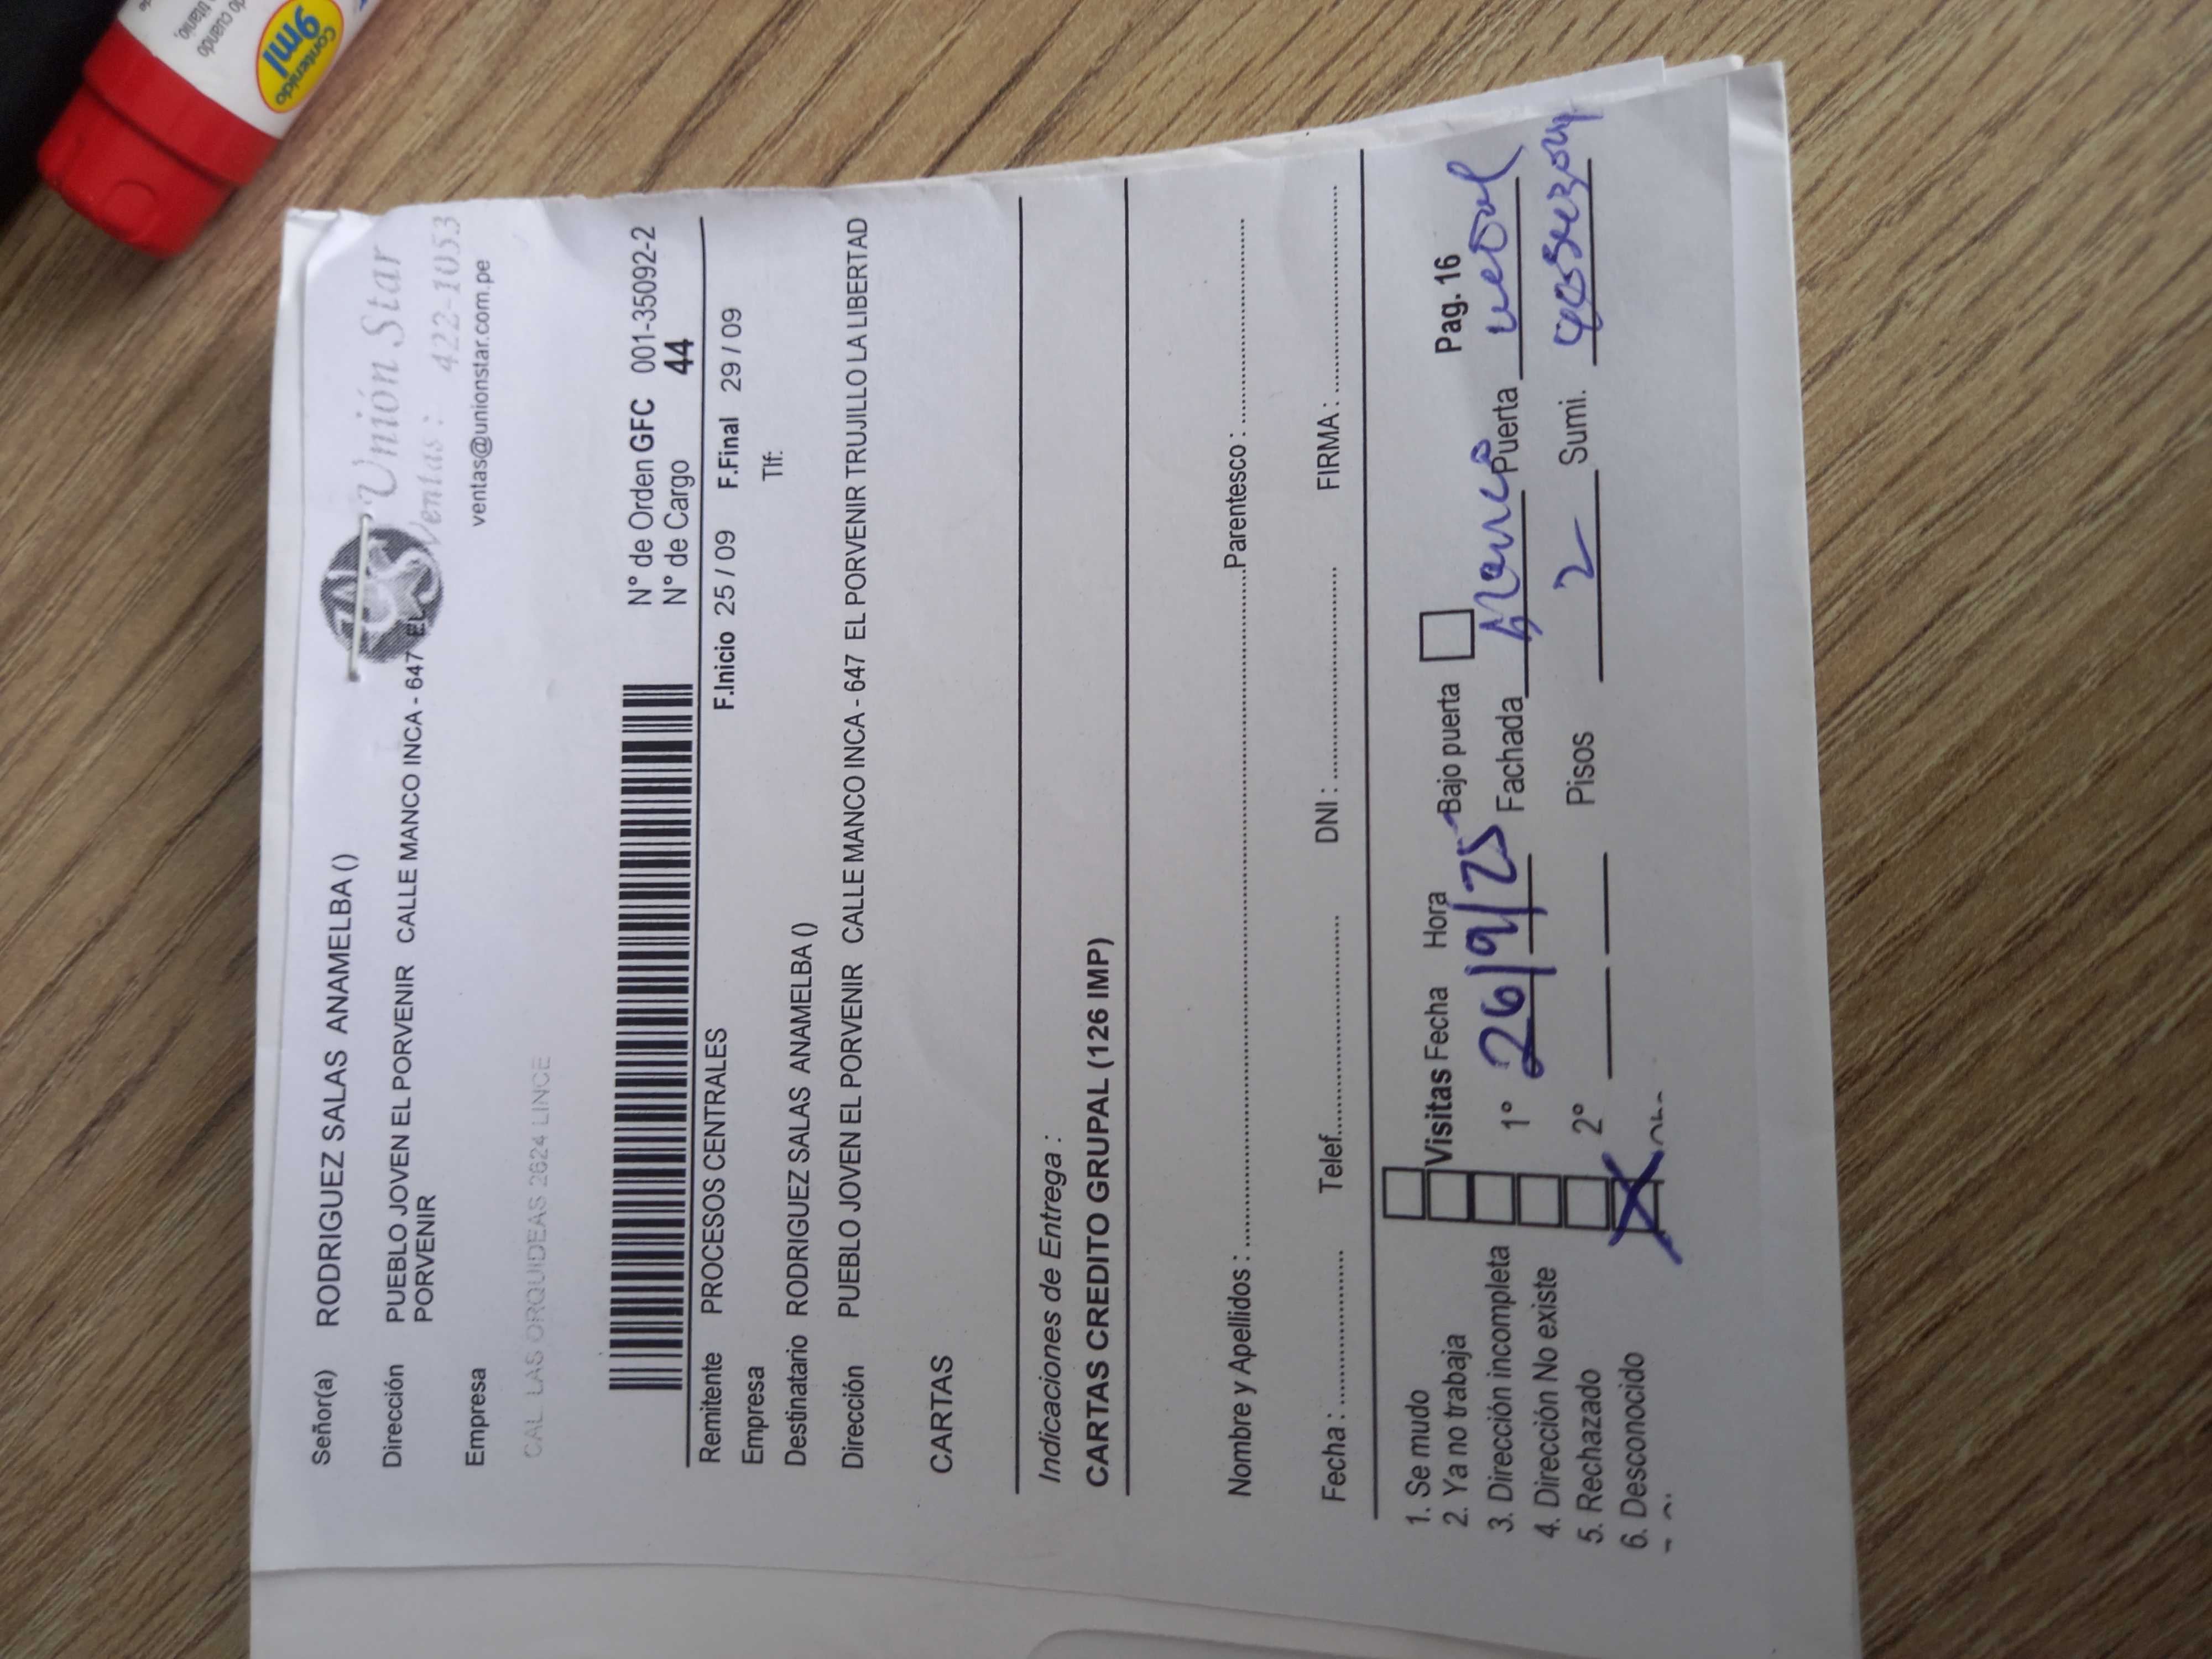 Contenido
9ml
do cuando
Unión Star
Ventas : 422-1053
ventas@unionstar.com.pe
Señor(a) RODRIGUEZ SALAS ANAMELBA ()
Dirección PUEBLO JOVEN EL PORVENIR CALLE MANCO INCA - 647 EL
PORVENIR
Empresa
CAL. LAS ORQUIDEAS 2624 LINCE
N° de Orden GFC 001-35092-2
N° de Cargo 44
Remitente PROCESOS CENTRALES F.Inicio 25 / 09 F.Final 29 / 09
Empresa Tlf:
Destinatario RODRIGUEZ SALAS ANAMELBA ()
Dirección PUEBLO JOVEN EL PORVENIR CALLE MANCO INCA - 647 EL PORVENIR TRUJILLO LA LIBERTAD
CARTAS
Indicaciones de Entrega :
CARTAS CREDITO GRUPAL (126 IMP)
Nombre y Apellidos : Parentesco :
Fecha : Telef. DNI : FIRMA :
1. Se mudo
2. Ya no trabaja Visitas Fecha Hora Bajo puerta Pag. 16
3. Dirección incompleta 1° 26/9/25 Fachada Puerta
4. Dirección No existe
5. Rechazado 2° Pisos 2 Sumi.
6. Desconocido